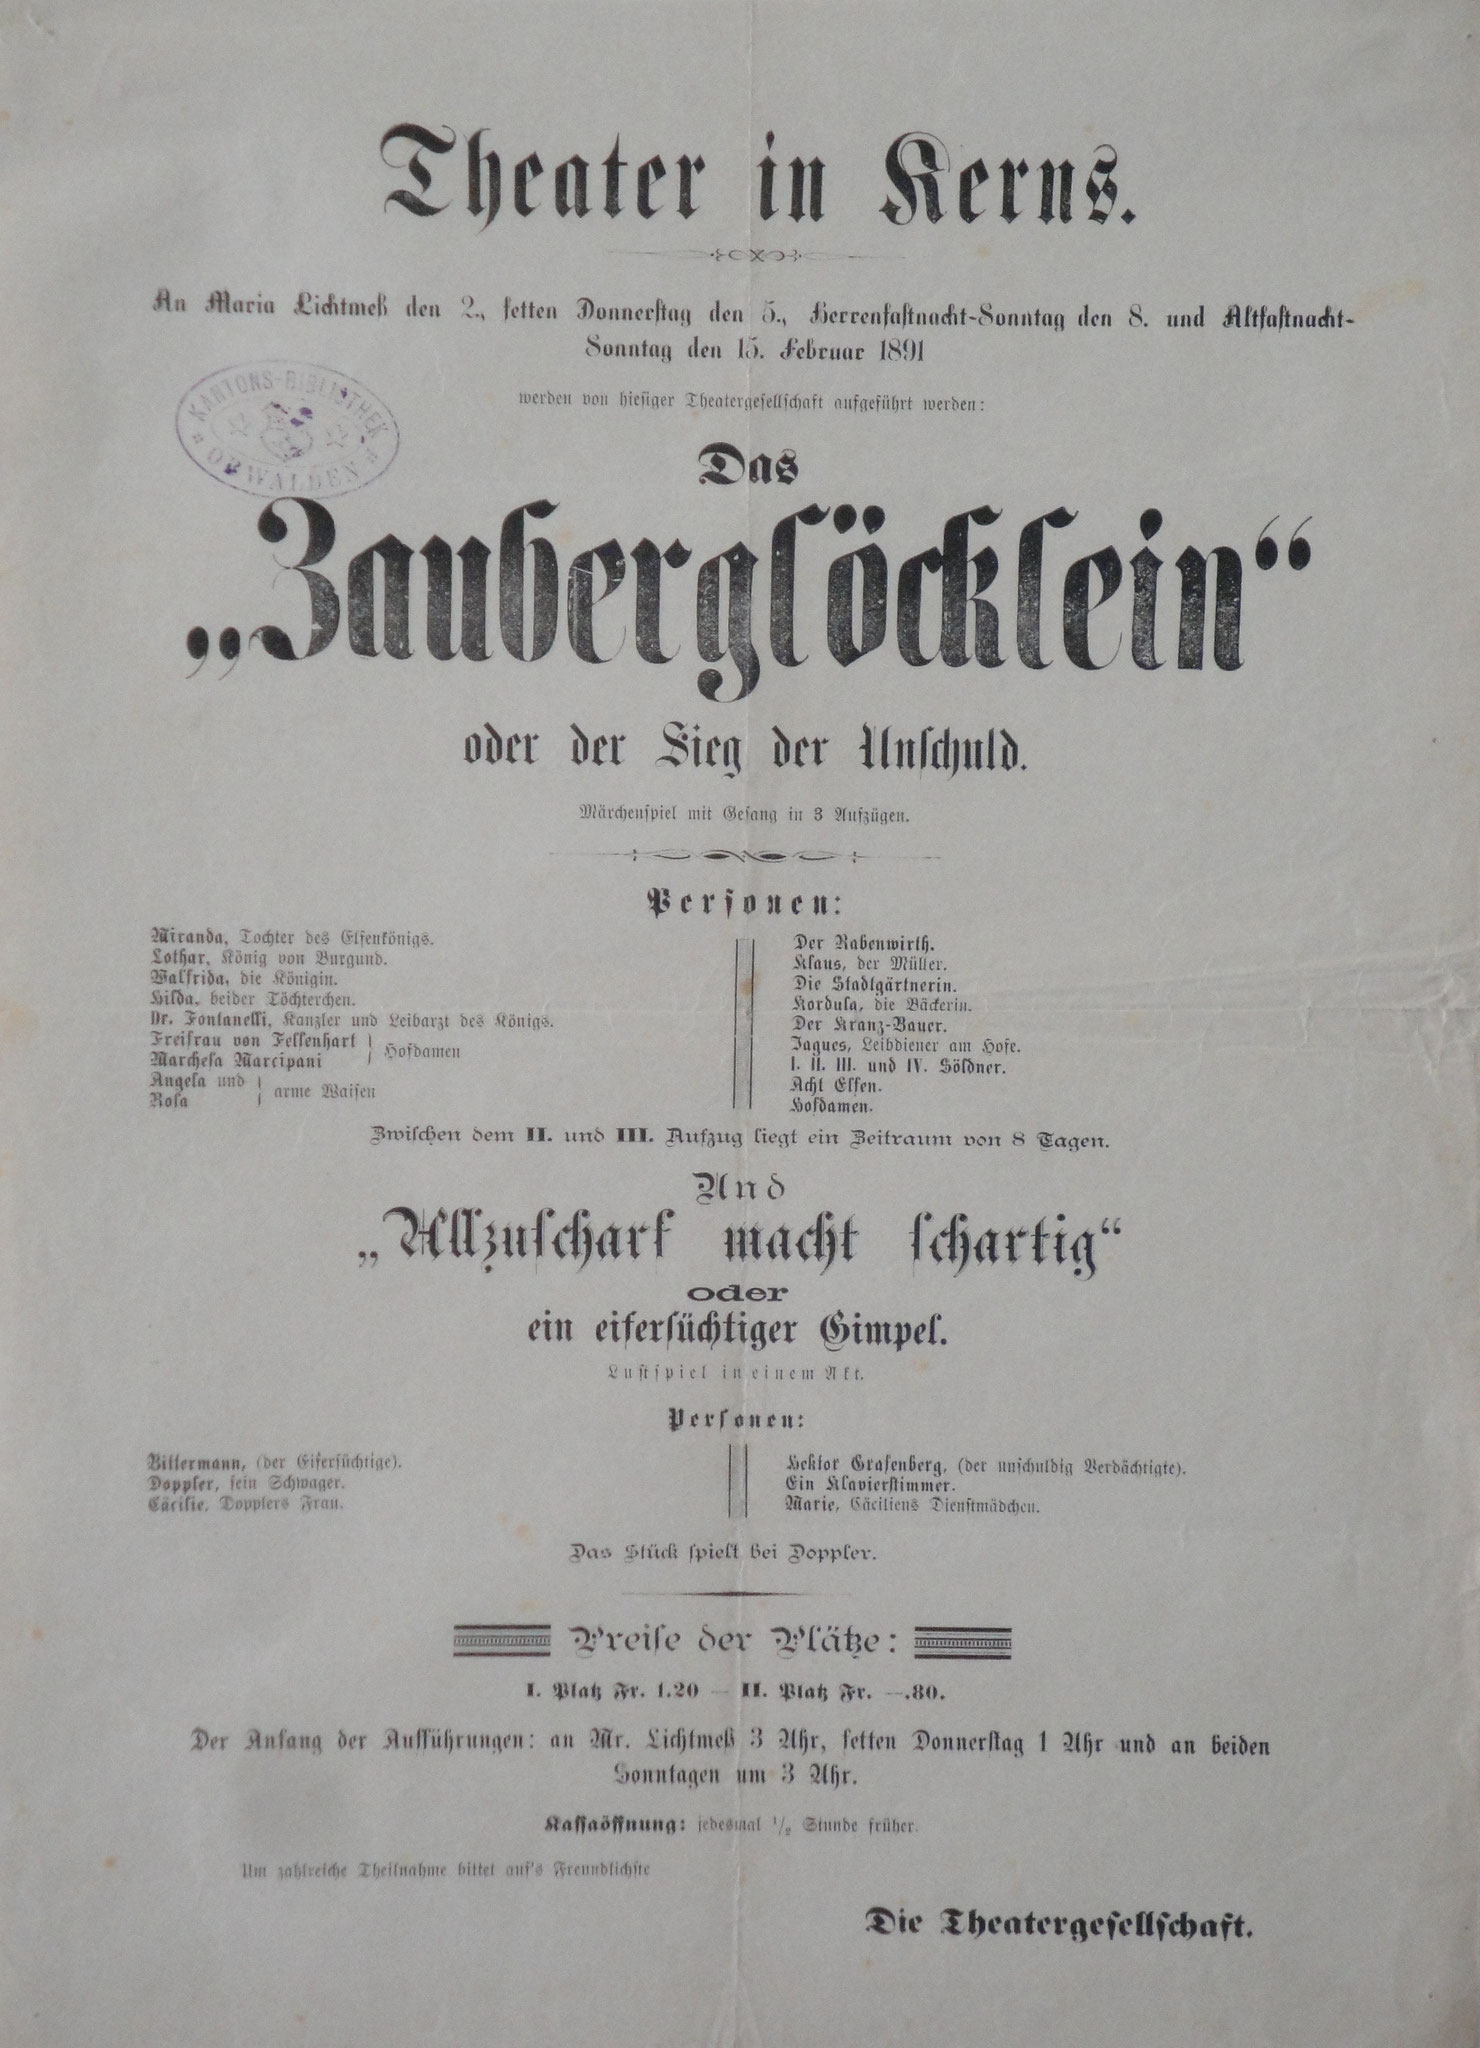 Theater in Kerns.
An Maria Lichtmeß den 2., fetten Donnerstag den 5., Herrenfastnacht-Sonntag den 8. und Altfastnacht-
Sonntag den 15. Februar 1891
KANTONS-BIBLIOTHEK
OBWALDEN
werden von hiesiger Theatergesellschaft aufgeführt werden:
Das
„Zauberglöcklein“
oder der Sieg der Unschuld.
Märchenspiel mit Gesang in 3 Aufzügen.
Personen:
Miranda, Tochter des Elfenkönigs.
Lothar, König von Burgund.
Walfrida, die Königin.
Hilda, beider Töchterchen.
Dr. Fontanelli, Kanzler und Leibarzt des Königs.
Freifrau von Felsenhart
Marchesa Marcipani
Hofdamen
Angela und
Rosa
arme Waisen
Der Rabenwirth.
Klaus, der Müller.
Die Stadtgärtnerin.
Kordula, die Bäckerin.
Der Kranz-Bauer.
Jaques, Leibdiener am Hofe.
I. II. III. und IV. Söldner.
Acht Elfen.
Hofdamen.
Zwischen dem II. und III. Aufzug liegt ein Zeitraum von 8 Tagen.
Und
„Allzuscharf macht schartig“
oder
ein eifersüchtiger Gimpel.
Lustspiel in einem Akt.
Personen:
Bittermann, (der Eifersüchtige).
Doppler, sein Schwager.
Cäcilie, Dopplers Frau.
Hektor Grafenberg, (der unschuldig Verdächtigte).
Ein Klavierstimmer.
Marie, Cäciliens Dienstmädchen.
Das Stück spielt bei Doppler.
Preise der Plätze:
I. Platz Fr. 1.20 — II. Platz Fr. —.80.
Der Anfang der Aufführungen: an Mr. Lichtmeß 3 Uhr, fetten Donnerstag 1 Uhr und an beiden
Sonntagen um 3 Uhr.
Kassaöffnung: jedesmal 1/2 Stunde früher.
Um zahlreiche Theilnahme bittet auf's Freundlichste
Die Theatergesellschaft.